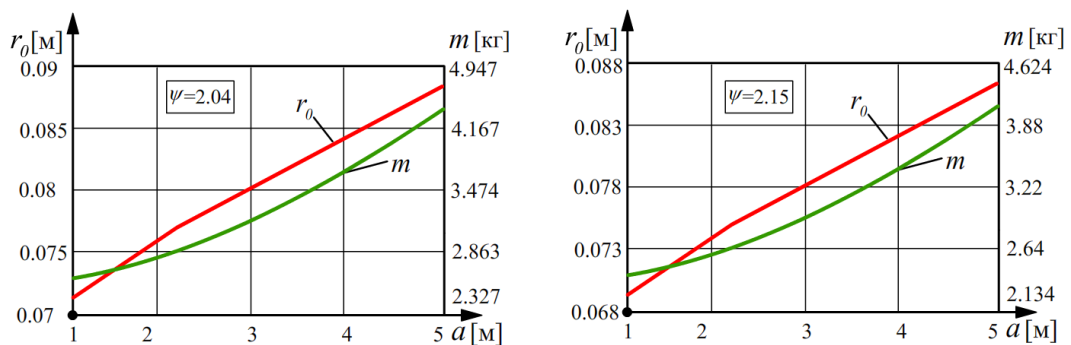 r₀[м]
m[кг]
0.09
4.947
ψ=2.04
r₀
0.085
4.167
m
0.08
3.474
0.075
2.863
0.07
2.327
1 2 3 4 5 a[м]
r₀[м]
m[кг]
0.088
4.624
ψ=2.15
r₀
0.083
3.88
m
0.078
3.22
0.073
2.64
0.068
2.134
1 2 3 4 5 a[м]